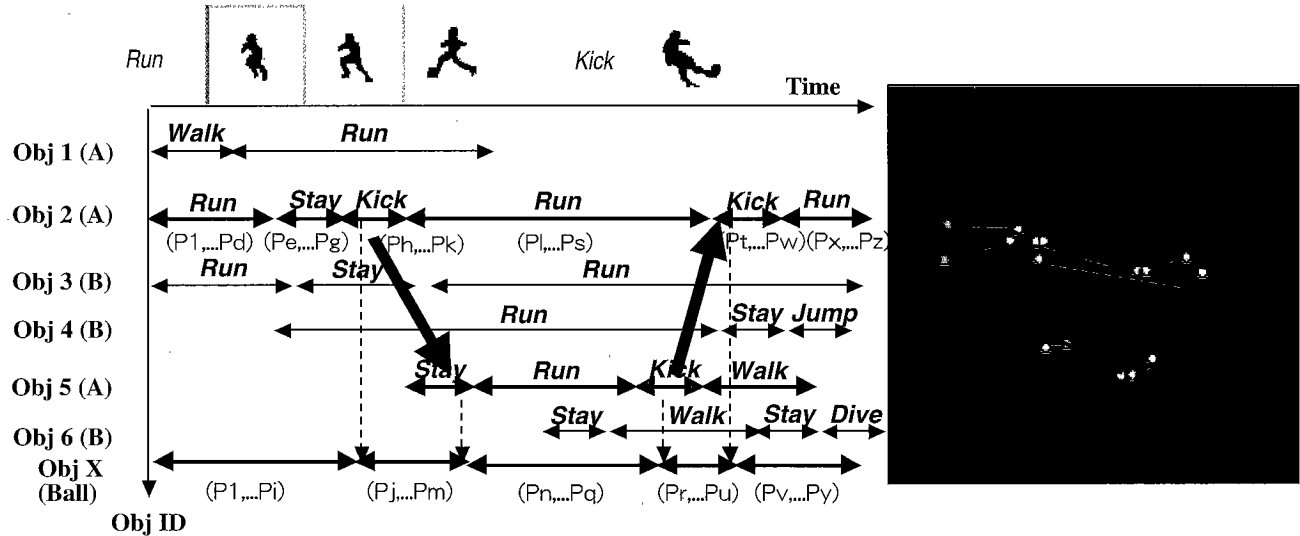 Run Kick
Time
Walk Run
Obj 1 (A)
Run Stay Kick Run Kick Run
Obj 2 (A)
(P1,...Pd) (Pe,...Pg) (Ph,...Pk) (Pl,...Ps) (Pt,...Pw) (Px,...Pz)
Run Stay Run
Obj 3 (B)
Run Stay Jump
Obj 4 (B)
Stay Run Kick Walk
Obj 5 (A)
Stay Walk Stay Dive
Obj 6 (B)
Obj X
(Ball) (P1,...Pi) (Pj,...Pm) (Pn,...Pq) (Pr,...Pu) (Pv,...Py)
Obj ID